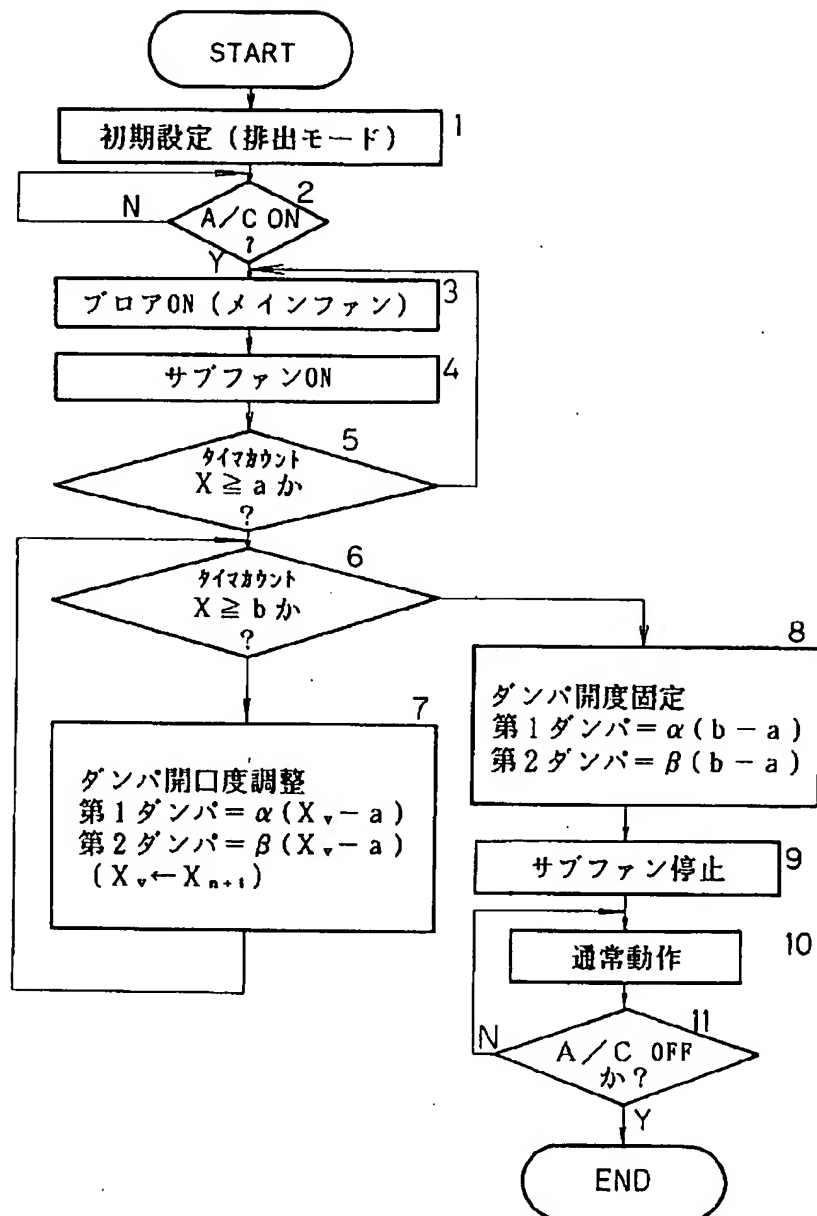 START
1
初期設定（排出モード）
2
N
A／C ON
?
Y
3
ブロアON（メインファン）
4
サブファンON
5
タイマカウント
X≧aか
?
6
タイマカウント
X≧bか
?
7
ダンパ開口度調整
第1ダンパ＝α（Xv－a）
第2ダンパ＝β（Xv－a）
（Xv←Xn+1）
8
ダンパ開度固定
第1ダンパ＝α（b－a）
第2ダンパ＝β（b－a）
9
サブファン停止
10
通常動作
11
N
A／C OFF
か?
Y
END